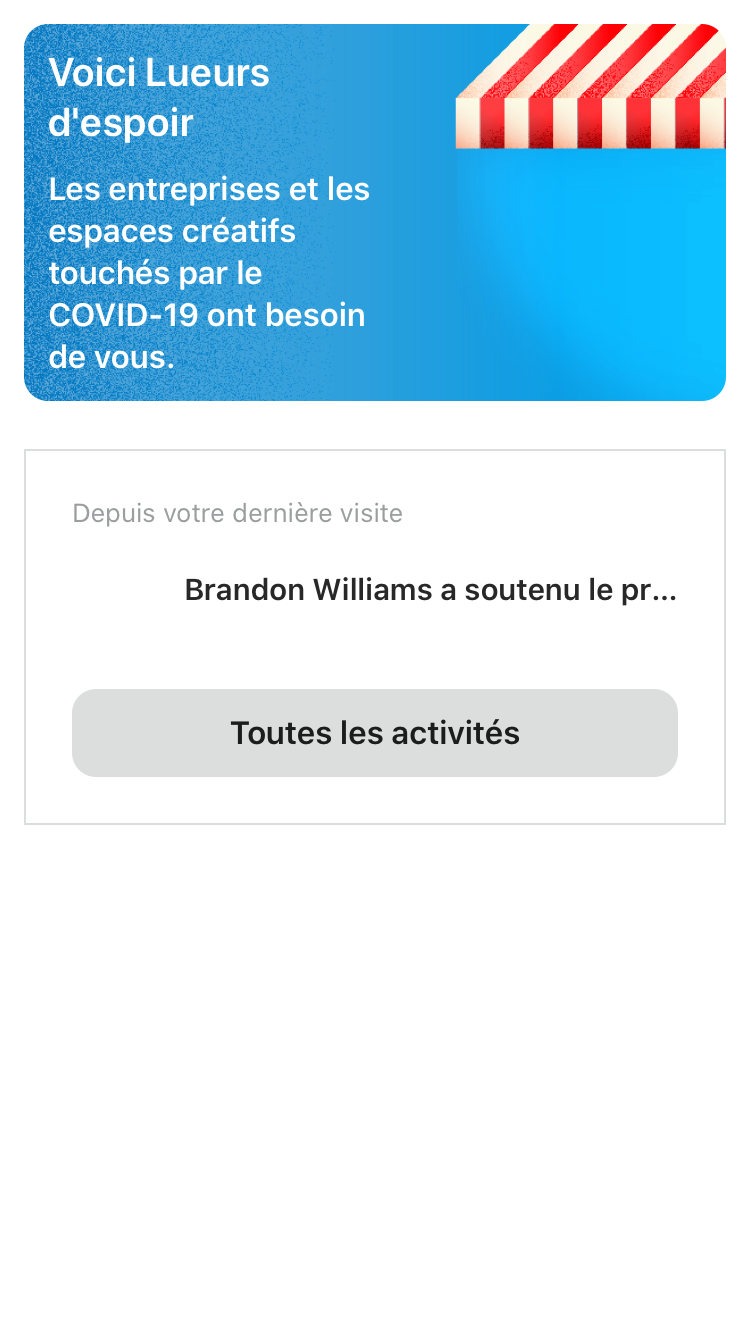 Voici Lueurs
d'espoir
Les entreprises et les
espaces créatifs
touchés par le
COVID-19 ont besoin
de vous.
Depuis votre dernière visite
Brandon Williams a soutenu le pr...
Toutes les activités